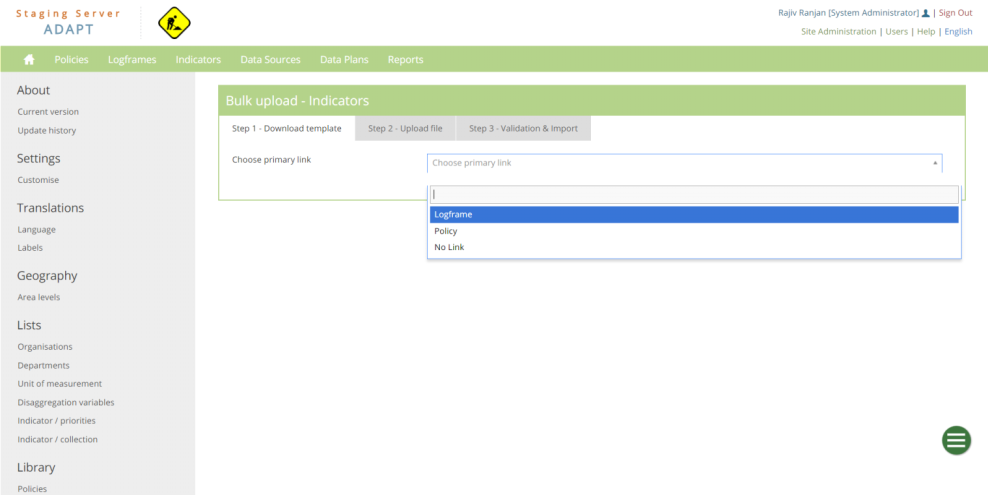 Staging Server
ADAPT
Rajiv Ranjan [System Administrator] | Sign Out
Site Administration | Users | Help | English
Policies Logframes Indicators Data Sources Data Plans Reports
About
Current version
Update history
Settings
Customise
Translations
Language
Labels
Geography
Area levels
Lists
Organisations
Departments
Unit of measurement
Disaggregation variables
Indicator / priorities
Indicator / collection
Library
Policies
Bulk upload - Indicators
Step 1 - Download template Step 2 - Upload file Step 3 - Validation & Import
Choose primary link Choose primary link
Logframe
Policy
No Link